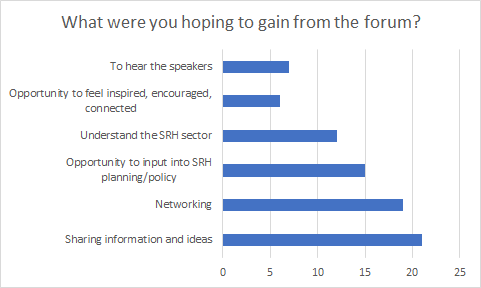 What were you hoping to gain from the forum?
To hear the speakers
Opportunity to feel inspired, encouraged,
connected
Understand the SRH sector
Opportunity to input into SRH
planning/policy
Networking
Sharing information and ideas
0 5 10 15 20 25